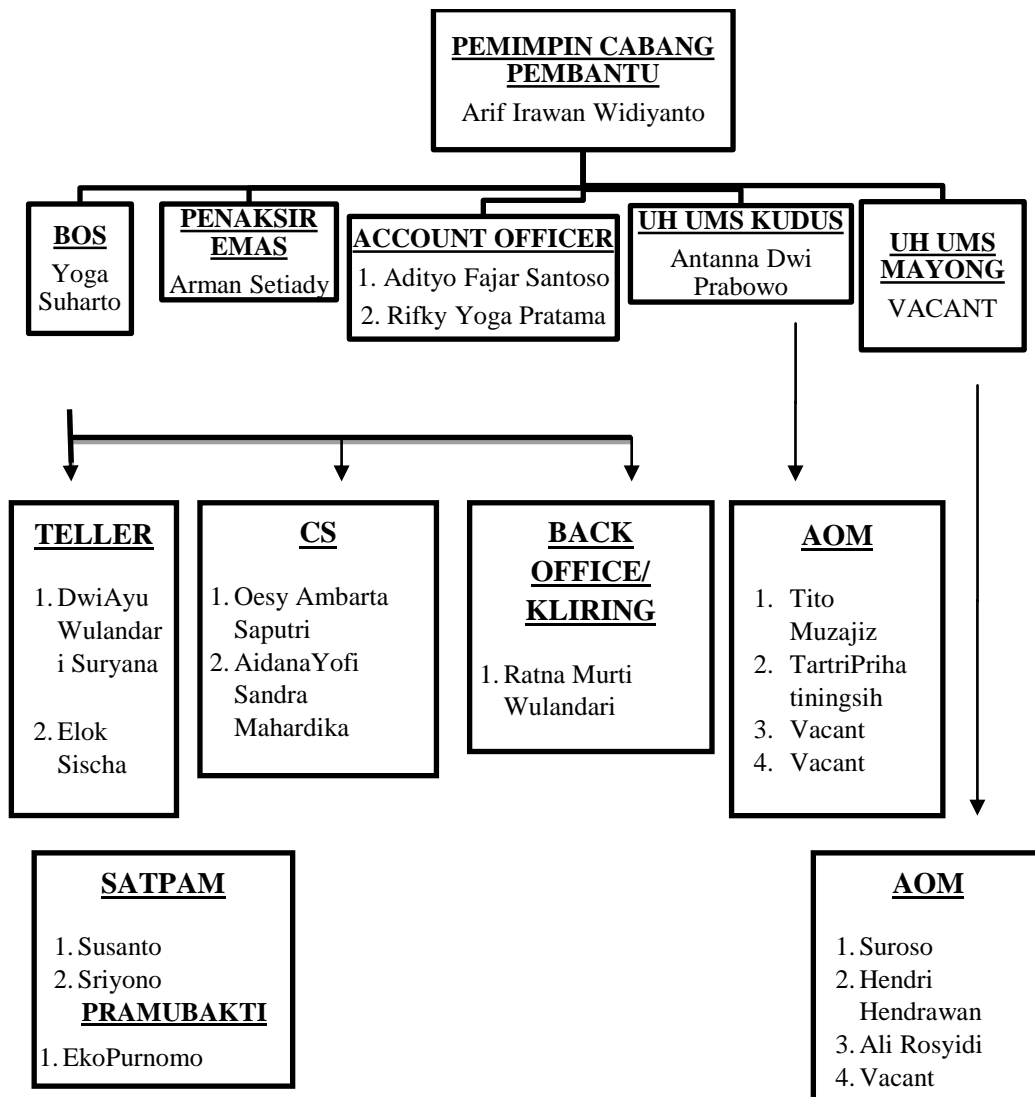 PEMIMPIN CABANG
PEMBANTU
Arif Irawan Widiyanto
BOS
Yoga
Suharto
PENAKSIR
EMAS
Arman Setiady
ACCOUNT OFFICER
1. Adityo Fajar Santoso
2. Rifky Yoga Pratama
UH UMS KUDUS
Antanna Dwi
Prabowo
UH UMS
MAYONG
VACANT
TELLER
1. DwiAyu
Wulandar
i Suryana
2. Elok
Sischa
CS
1. Oesy Ambarta
Saputri
2. AidanaYofi
Sandra
Mahardika
BACK
OFFICE/
KLIRING
1. Ratna Murti
Wulandari
AOM
1. Tito
Muzajiz
2. TartriPriha
tiningsih
3. Vacant
4. Vacant
SATPAM
1. Susanto
2. Sriyono
PRAMUBAKTI
1. EkoPurnomo
AOM
1. Suroso
2. Hendri
Hendrawan
3. Ali Rosyidi
4. Vacant